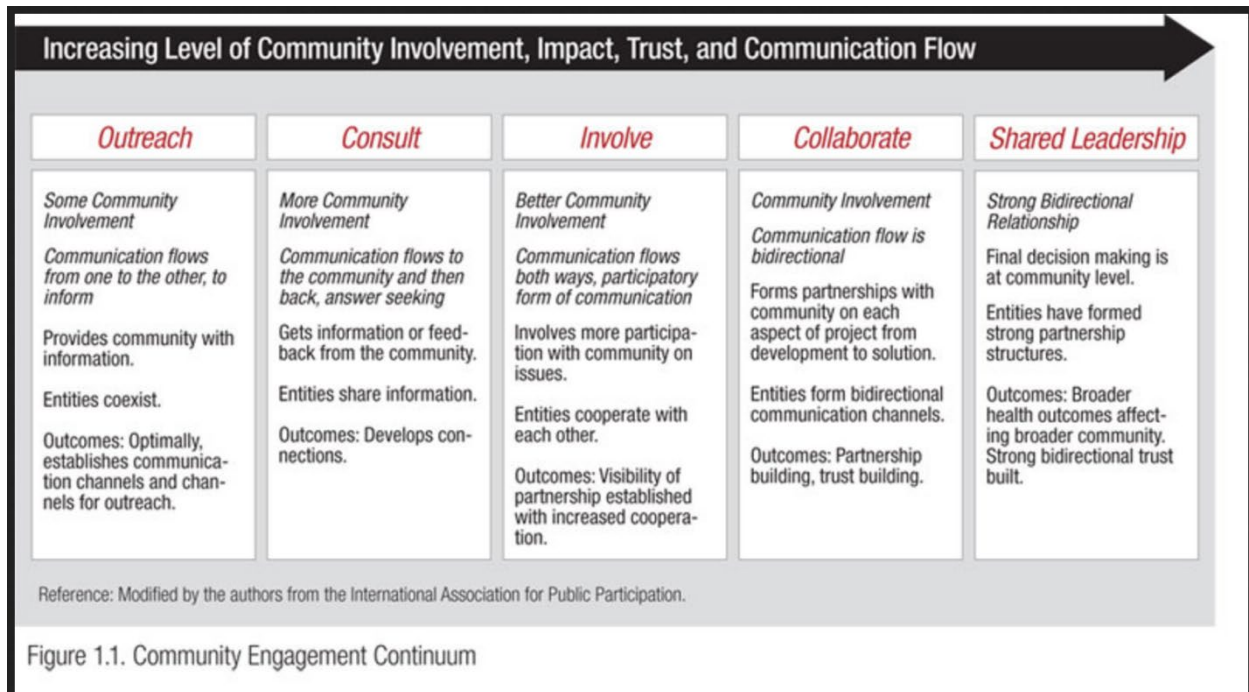 Increasing Level of Community Involvement, Impact, Trust, and Communication Flow
Outreach
Some Community
Involvement
Communication flows
from one to the other, to
inform
Provides community with
information.
Entities coexist.
Outcomes: Optimally,
establishes communica-
tion channels and chan-
nels for outreach.
Consult
More Community
Involvement
Communication flows to
the community and then
back, answer seeking
Gets information or feed-
back from the community.
Entities share information.
Outcomes: Develops con-
nections.
Involve
Better Community
Involvement
Communication flows
both ways, participatory
form of communication
Involves more participa-
tion with community on
issues.
Entities cooperate with
each other.
Outcomes: Visibility of
partnership established
with increased coopera-
tion.
Collaborate
Community Involvement
Communication flow is
bidirectional
Forms partnerships with
community on each
aspect of project from
development to solution.
Entities form bidirectional
communication channels.
Outcomes: Partnership
building, trust building.
Shared Leadership
Strong Bidirectional
Relationship
Final decision making is
at community level.
Entities have formed
strong partnership
structures.
Outcomes: Broader
health outcomes affect-
ing broader community.
Strong bidirectional trust
built.
Reference: Modified by the authors from the International Association for Public Participation.
Figure 1.1. Community Engagement Continuum